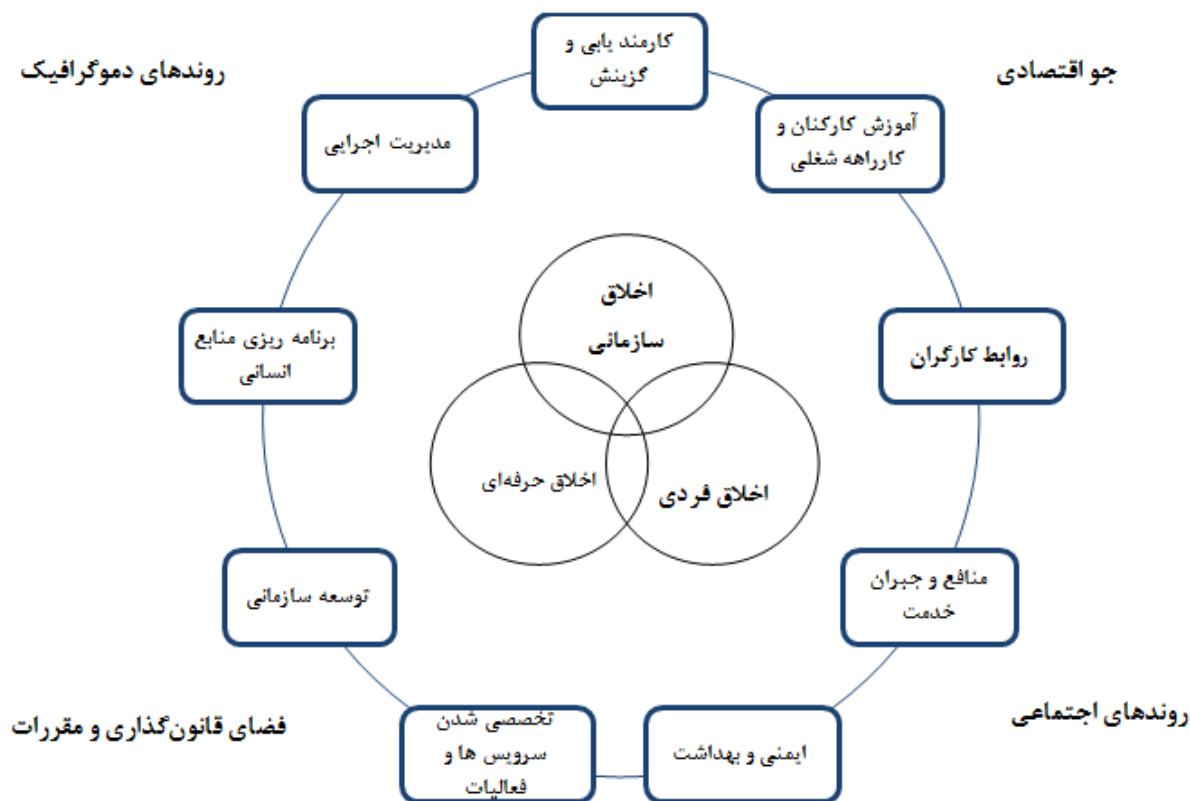 کارمند یابی و
گزینش
جو اقتصادی
روندهای دموگرافیک
آموزش کارکنان و
کارراهه شغلی
مدیریت اجرایی
اخلاق
سازمانی
روابط کارگران
برنامه ریزی منابع
انسانی
اخلاق فردی
اخلاق حرفه‌ای
منافع و جبران
خدمت
توسعه سازمانی
روندهای اجتماعی
فضای قانون‌گذاری و مقررات
ایمنی و بهداشت
تخصصی شدن
سرویس ها و
فعالیات